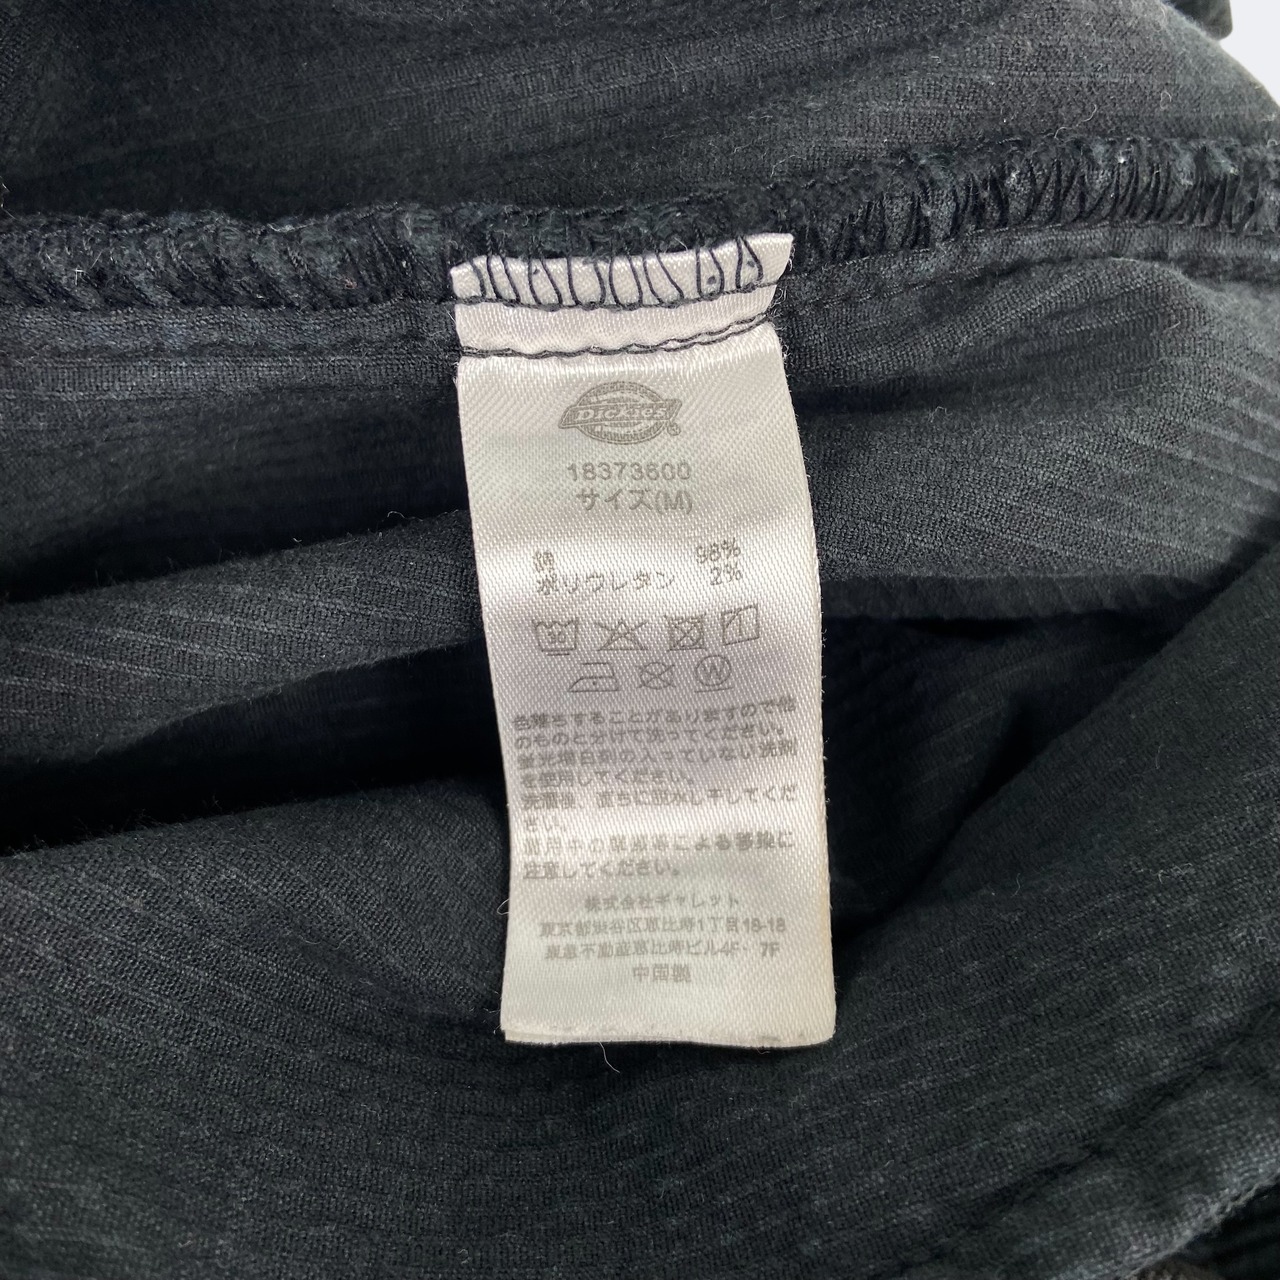 Dickies®
18373600
サイズ(M)
綿 98%
ポリウレタン 2%
30
W
色落ちすることがありますので他
のものと分けて洗ってください。
蛍光増白剤の入っていない洗剤
を使用してください。
洗濯後、直ちに脱水し干してくだ
さい。
着用中の摩擦等による移染に
注意してください。
株式会社ギャレット
東京都渋谷区恵比寿1丁目18-18
東急不動産恵比寿ビル4F・7F
中国製